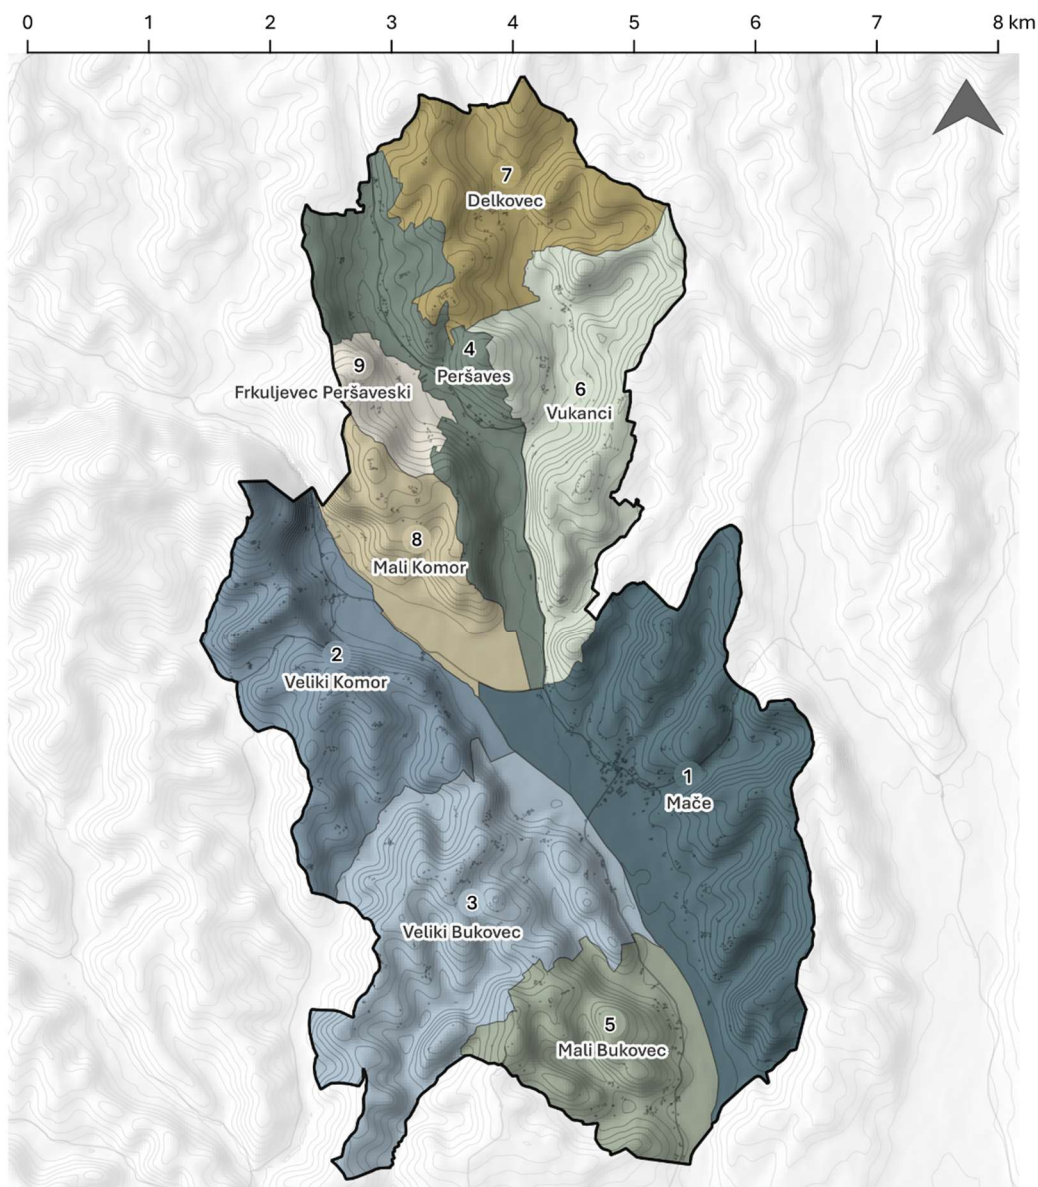 0 1 2 3 4 5 6 7 8 km
7
Delkovec
4
Peršaves
9
Frkuljevec Peršaveski
6
Vukanci
8
Mali Komor
2
Veliki Komor
1
Mače
3
Veliki Bukovec
5
Mali Bukovec